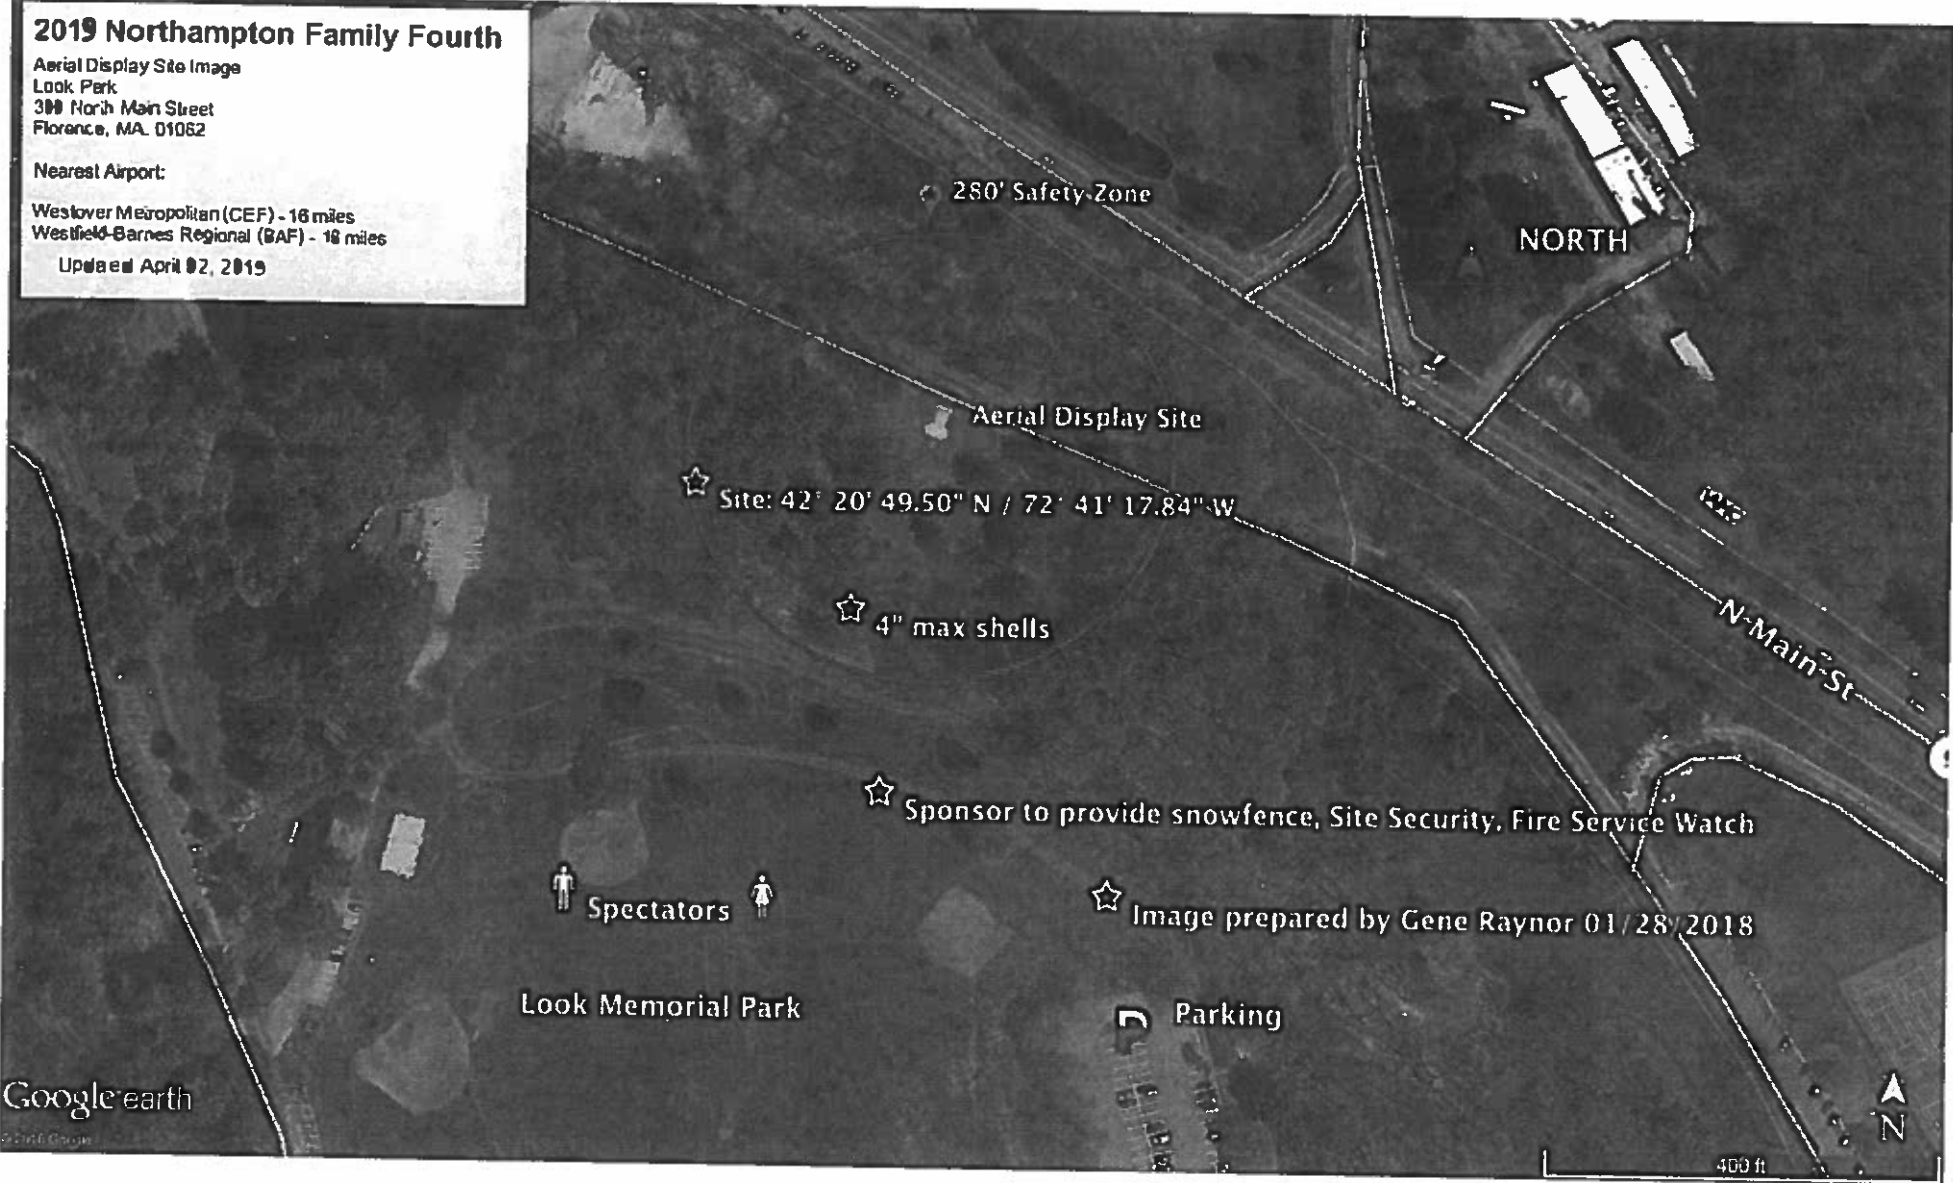 2019 Northampton Family Fourth
Aerial Display Site Image
Look Park
300 North Main Street
Florence, MA. 01062
Nearest Airport:
Westover Metropolitan (CEF) - 16 miles
Westfield-Barnes Regional (BAF) - 18 miles
Updated April 02, 2019
280' Safety Zone
NORTH
Aerial Display Site
Site: 42° 20' 49.50" N / 72° 41' 17.84" W
4" max shells
N Main St
Sponsor to provide snowfence, Site Security, Fire Service Watch
Spectators
Image prepared by Gene Raynor 01/28/2018
Look Memorial Park
Parking
Google earth
N
400 ft